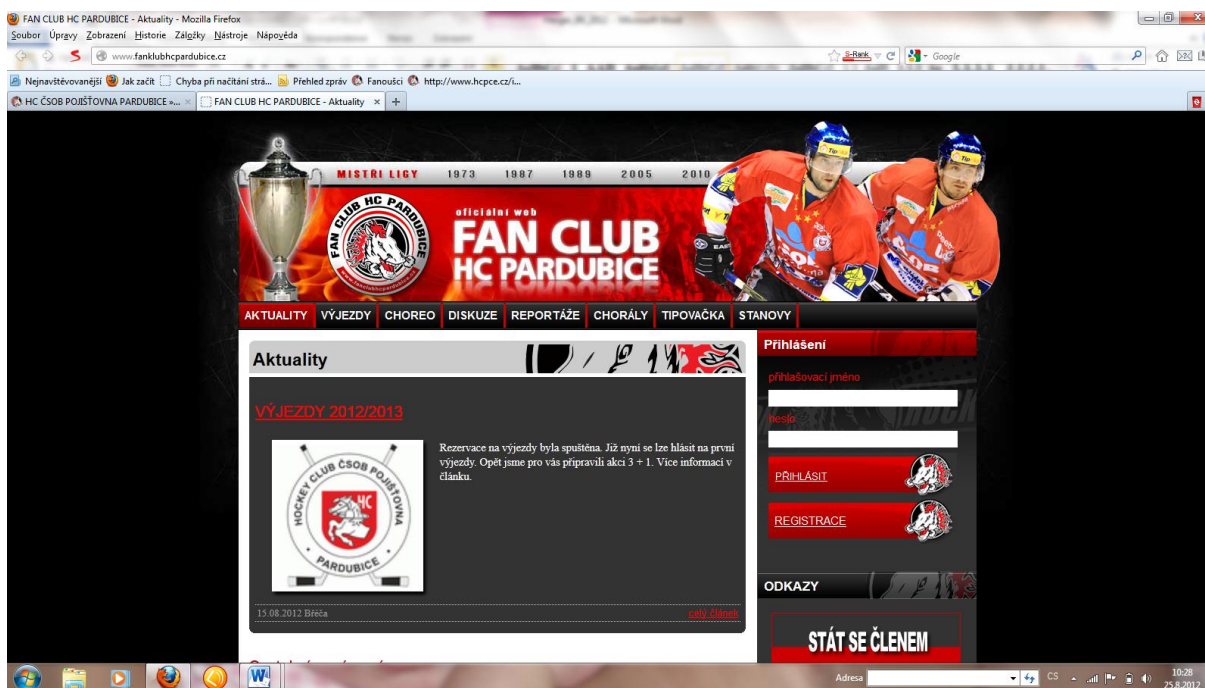 FAN CLUB HC PARDUBICE - Aktuality - Mozilla Firefox
Soubor Úpravy Zobrazení Historie Záložky Nástroje Nápověda
www.fanklubhcpardubice.cz
S-Rank
Google
Nejnavštěvovanější Jak začít Chyba při načítání strá... Přehled zpráv Fanoušci http://www.hcpce.cz/i...
HC ČSOB POJIŠŤOVNA PARDUBICE »... FAN CLUB HC PARDUBICE - Aktuality
MISTŘI LIGY 1973 1987 1989 2005 2010
FAN CLUB HC PARDUBICE
oficiální web
FAN CLUB
HC PARDUBICE
AKTUALITY VÝJEZDY CHOREO DISKUZE REPORTÁŽE CHORÁLY TIPOVAČKA STANOVY
Aktuality
VÝJEZDY 2012/2013
HOCKEY CLUB ČSOB POJIŠŤOVNA
HC
PARDUBICE
Rezervace na výjezdy byla spuštěna. Již nyní se lze hlásit na první
výjezdy. Opět jsme pro vás připravili akci 3 + 1. Více informací v
článku.
15.08.2012 Břéča
celý článek
Přihlášení
přihlašovací jméno
heslo
PŘIHLÁSIT
REGISTRACE
ODKAZY
STÁT SE ČLENEM
Adresa
CS
10:28
25.8.2012